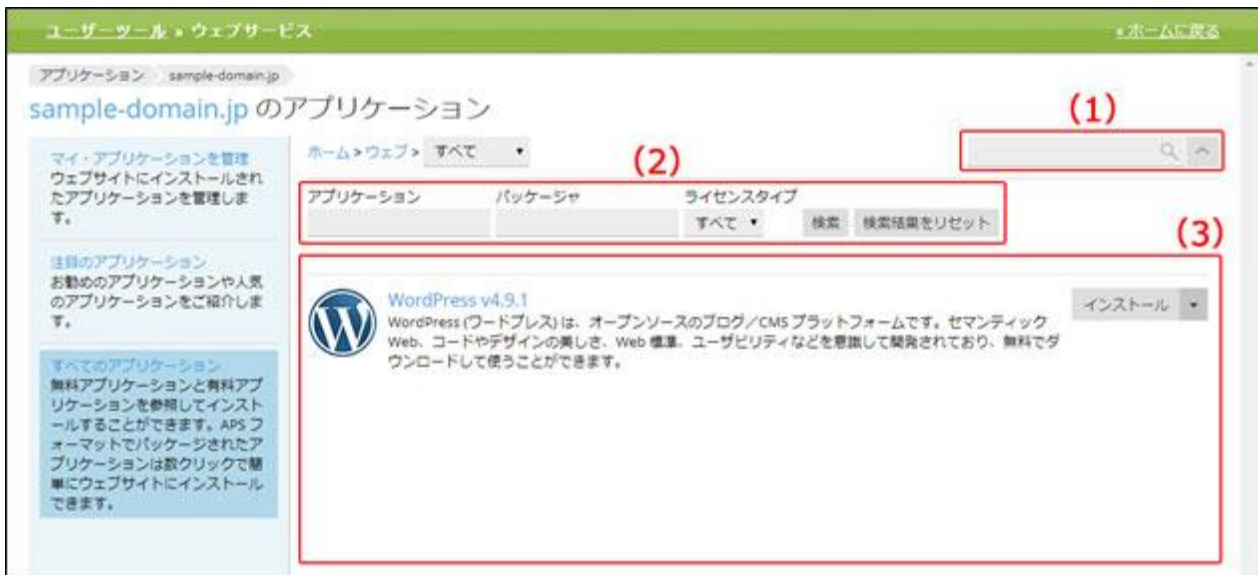 ユーザーツール » ウェブサービス
« ホームに戻る
アプリケーション sample-domain.jp
sample-domain.jp のアプリケーション
(1)
マイ・アプリケーションを管理
ウェブサイトにインストールされ
たアプリケーションを管理しま
す。
注目のアプリケーション
お勧めのアプリケーションや人気
のアプリケーションをご紹介しま
す。
すべてのアプリケーション
無料アプリケーションと有料アプ
リケーションを参照してインスト
ールすることができます。APS フ
ォーマットでパッケージされたア
プリケーションは数クリックで簡
単にウェブサイトにインストール
できます。
ホーム > ウェブ > すべて
(2)
アプリケーション パッケージャ ライセンスタイプ
すべて 検索 検索結果をリセット
(3)
WordPress v4.9.1
インストール
WordPress (ワードプレス) は、オープンソースのブログ/CMS プラットフォームです。セマンティック
Web、コードやデザインの美しさ、Web 標準、ユーザビリティなどを意識して開発されており、無料でダ
ウンロードして使うことができます。